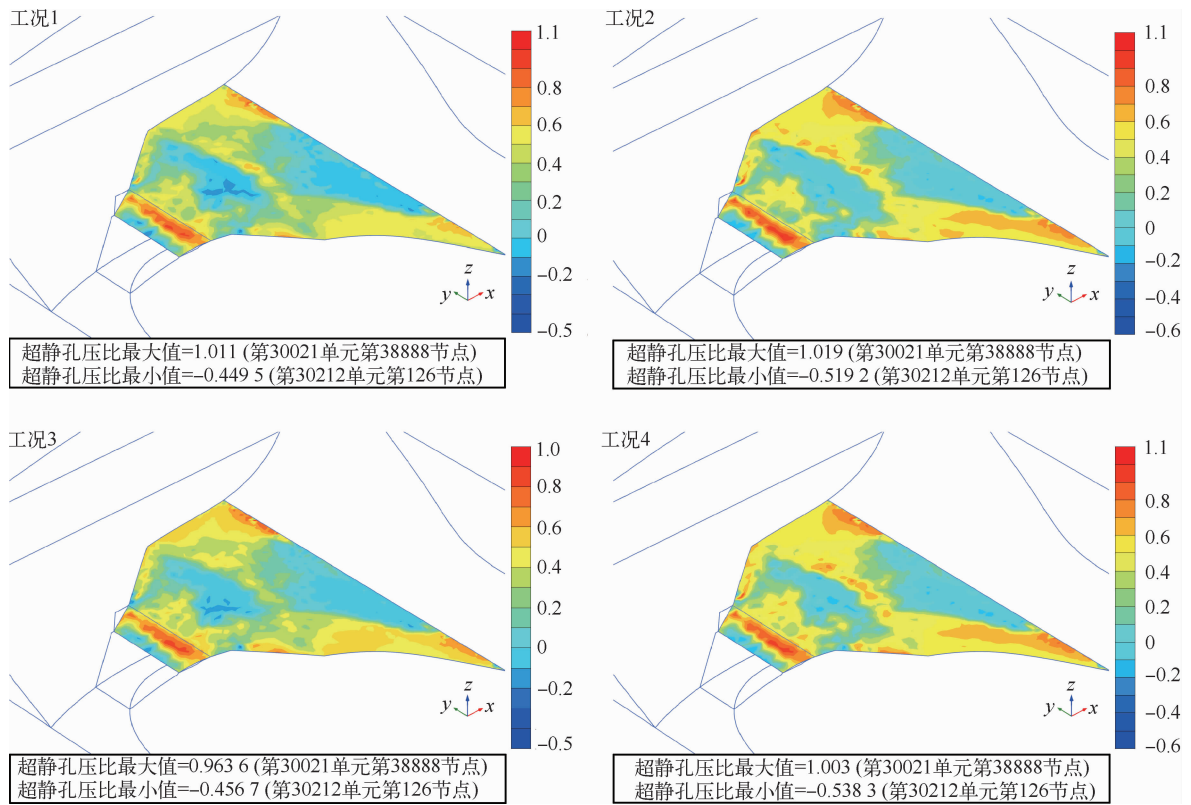 工况1
1.1
0.8
0.6
0.4
0.2
0
−0.2
−0.5
z
y
x
超静孔压比最大值=1.011 (第30021单元第38888节点)
超静孔压比最小值=−0.449 5 (第30212单元第126节点)
工况2
1.1
0.8
0.6
0.4
0.2
0
−0.2
−0.4
−0.6
z
y
x
超静孔压比最大值=1.019 (第30021单元第38888节点)
超静孔压比最小值=−0.519 2 (第30212单元第126节点)
工况3
1.0
0.8
0.6
0.4
0.2
0
−0.2
−0.5
z
y
x
超静孔压比最大值=0.963 6 (第30021单元第38888节点)
超静孔压比最小值=−0.456 7 (第30212单元第126节点)
工况4
1.1
0.8
0.6
0.4
0.2
0
−0.2
−0.4
−0.6
z
y
x
超静孔压比最大值=1.003 (第30021单元第38888节点)
超静孔压比最小值=−0.538 3 (第30212单元第126节点)